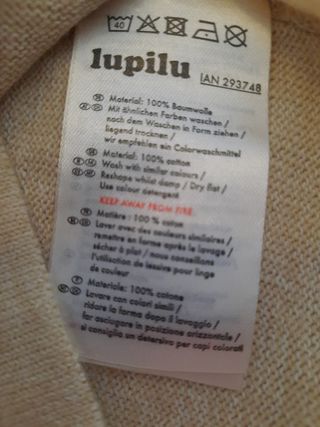 40
lupilu IAN 293748
Material: 100% Baumwolle
Mit ähnlichen Farben waschen /
nach dem Waschen in Form ziehen /
liegend trocknen /
wir empfehlen ein Colorwaschmittel
Material: 100% cotton
Wash with similar colours /
Reshape whilst damp / Dry flat /
Use colour detergent
KEEP AWAY FROM FIRE.
Matière : 100 % coton
Laver avec des couleurs similaires /
remettre en forme après le lavage /
sécher à plat / nous conseillons
l'utilisation de lessive pour linge
de couleur
Materiale: 100% cotone
Lavare con colori simili /
ridare la forma dopo il lavaggio /
far asciugare in posizione orizzontale /
si consiglia un detersivo per capi colorati